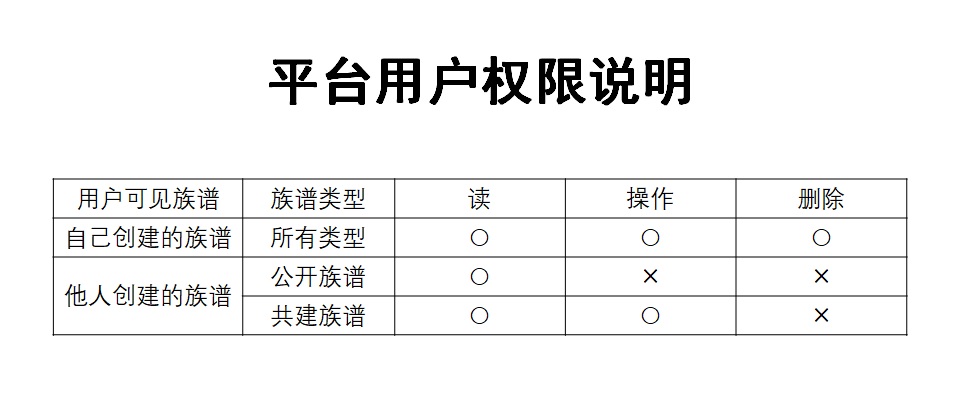 平台用户权限说明
用户可见族谱 族谱类型 读 操作 删除
自己创建的族谱 所有类型 ○ ○ ○
他人创建的族谱 公开族谱 ○ × ×
共建族谱 ○ ○ ×